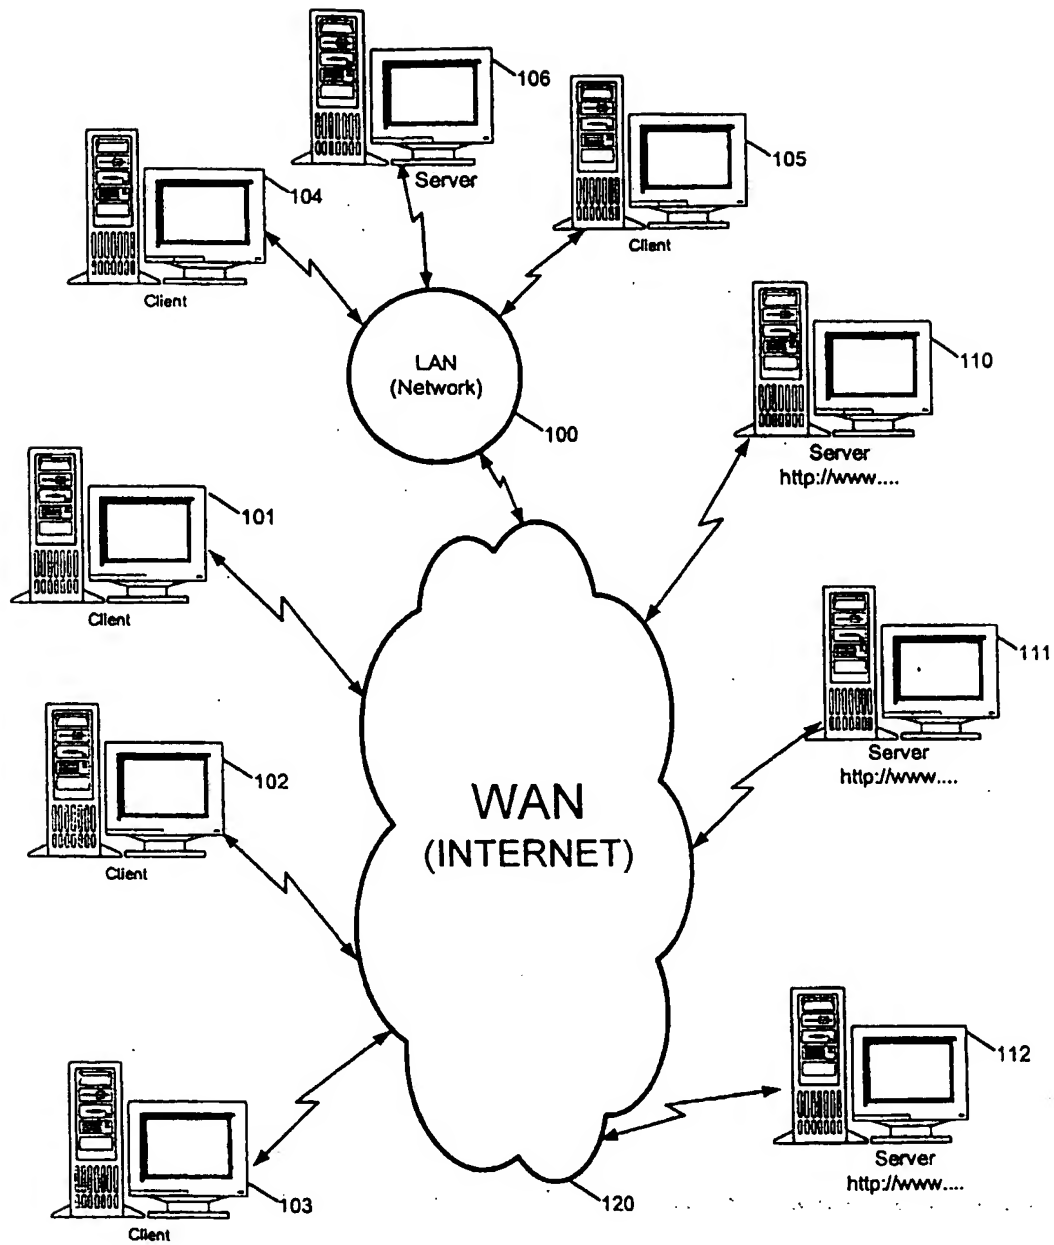 106
Server
105
Client
104
Client
LAN
(Network)
100
110
Server
http://www....
101
Client
111
Server
http://www....
102
Client
WAN
(INTERNET)
112
Server
http://www....
103
Client
120